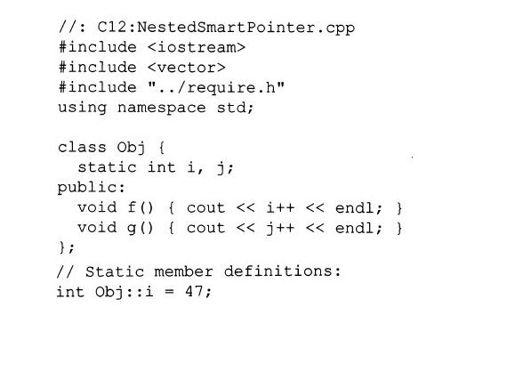 //: C12:NestedSmartPointer.cpp
#include <iostream>
#include <vector>
#include "../require.h"
using namespace std;

class Obj {
  static int i, j;
public:
  void f() { cout << i++ << endl; }
  void g() { cout << j++ << endl; }
};
// Static member definitions:
int Obj::i = 47;